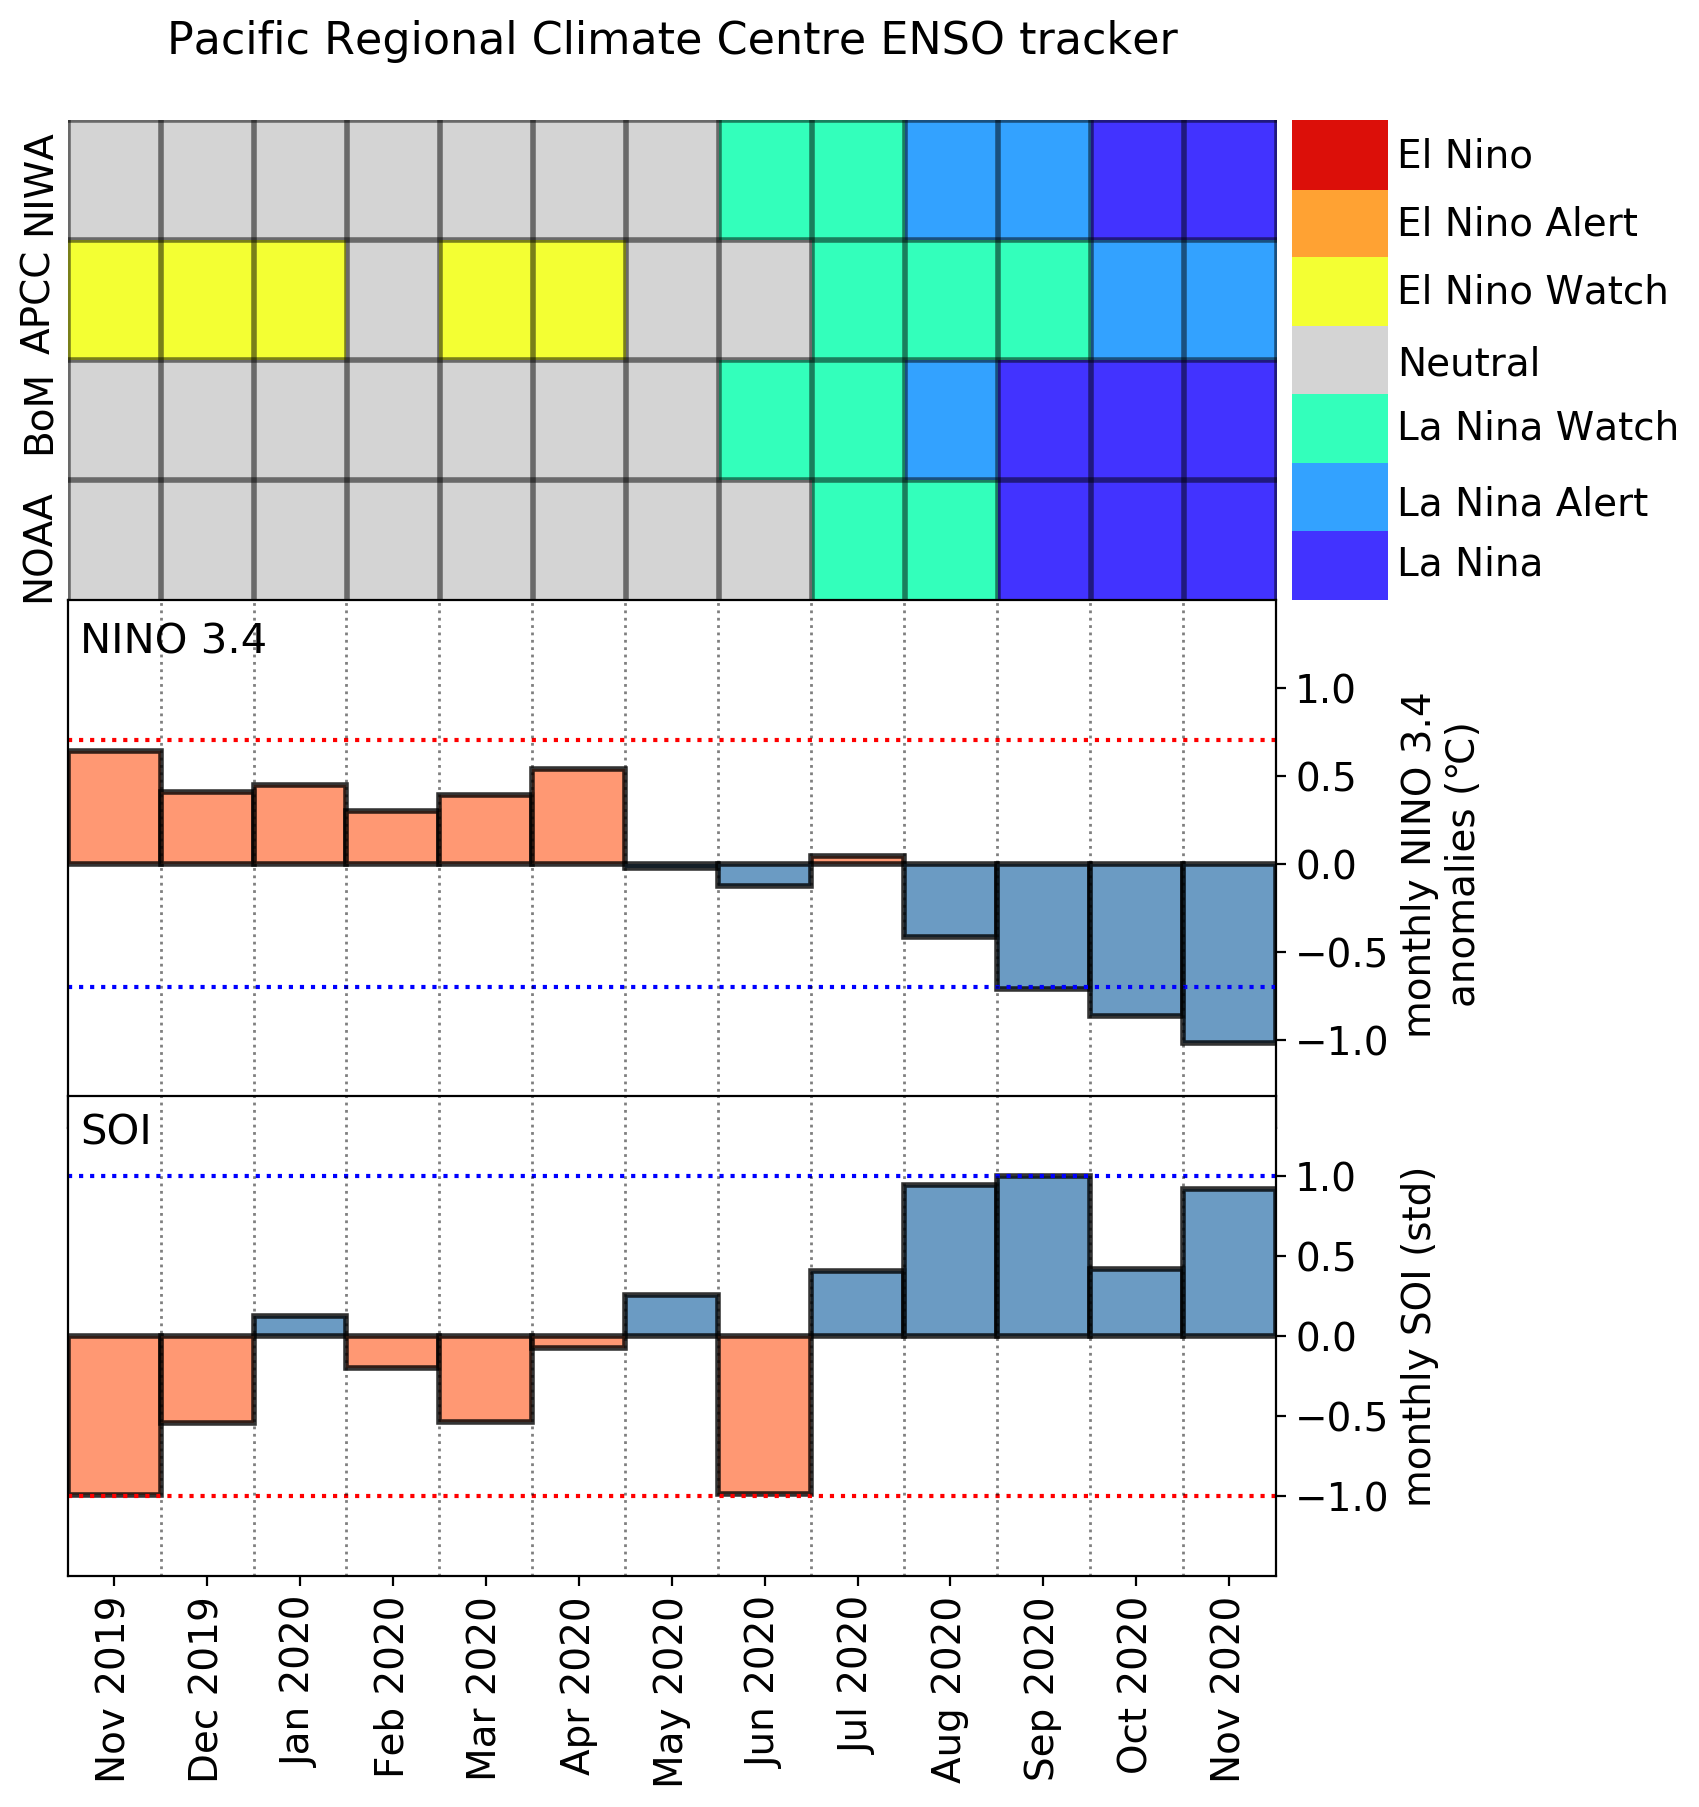 Pacific Regional Climate Centre ENSO tracker
NIWA
APCC
BoM
NOAA
El Nino
El Nino Alert
El Nino Watch
Neutral
La Nina Watch
La Nina Alert
La Nina
NINO 3.4
1.0
0.5
0.0
−0.5
−1.0
monthly NINO 3.4
anomalies (°C)
SOI
1.0
0.5
0.0
−0.5
−1.0
monthly SOI (std)
Nov 2019
Dec 2019
Jan 2020
Feb 2020
Mar 2020
Apr 2020
May 2020
Jun 2020
Jul 2020
Aug 2020
Sep 2020
Oct 2020
Nov 2020